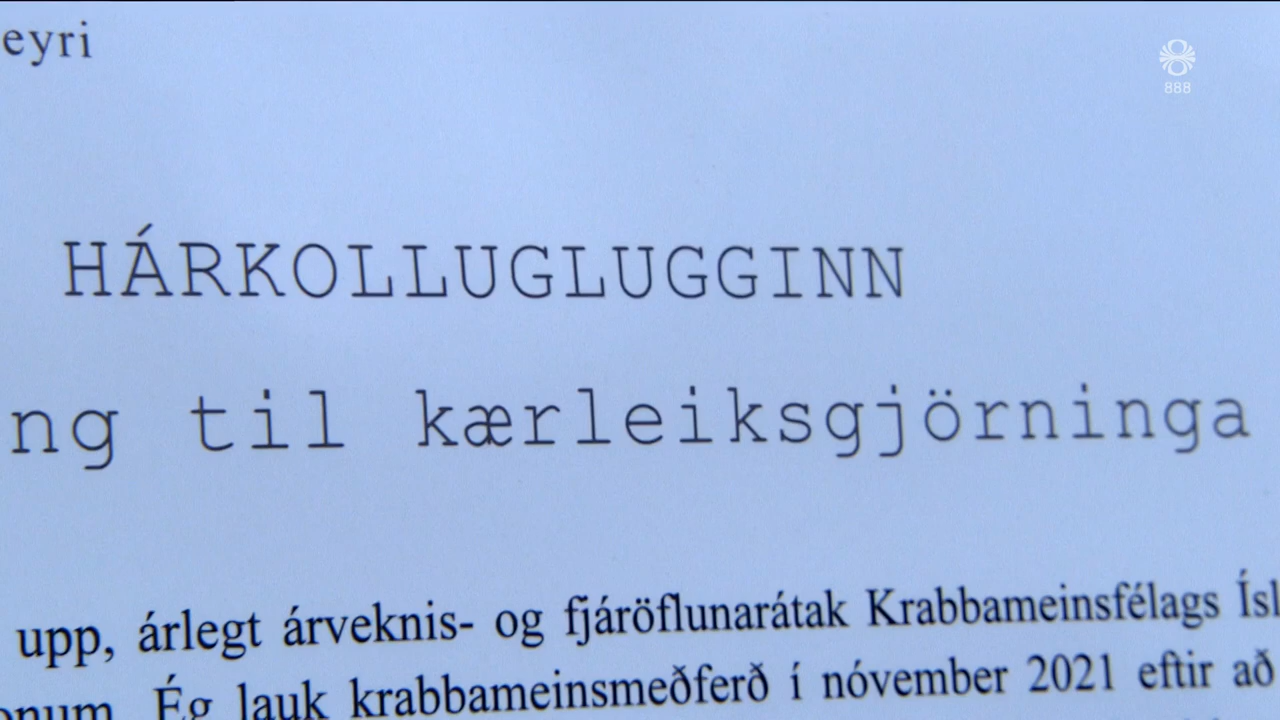 eyri
888
HÁRKOLLUGLUGGINN
ng til kærleiksgjörninga
upp, árlegt árveknis- og fjáröflunarátak Krabbameinsfélags Ísl
onum. Ég lauk krabbameinsmeðferð í nóvember 2021 eftir að